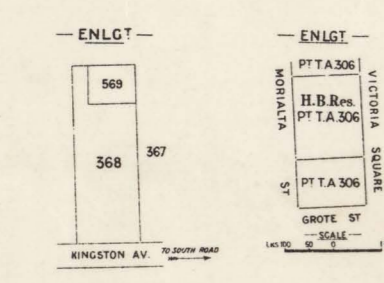 — ENLGT —
569
368
367
KINGSTON AV.
TO SOUTH ROAD
— ENLGT —
PT T.A.306
MORIALTA ST
VICTORIA SQUARE
H.B.Res.
PT T.A.306
PT T.A.306
GROTE ST
— SCALE —
LKS 100 50 0 1